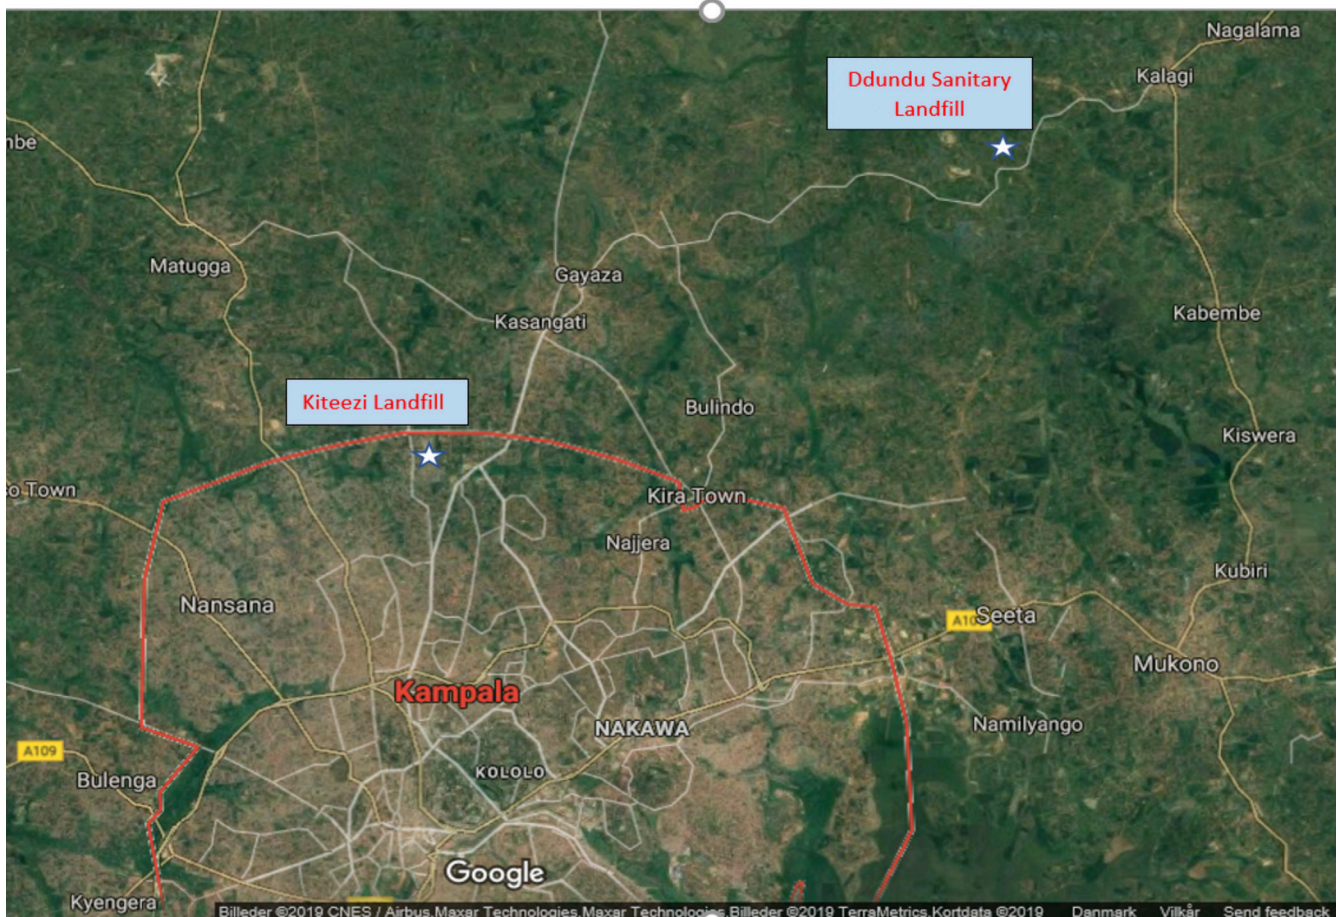 Nagalama
Ddundu Sanitary
Landfill
Kalagi
mbe
Matugga
Gayaza
Kasangati
Kabembe
Kiteezi Landfill
Bulindo
Kiswera
co Town
Kira Town
Najjera
Kubiri
Nansana
A10
Seeta
Mukono
Kampala
NAKAWA
Namilyango
A109
KOLOLO
Bulenga
Google
Kyengera
Billeder ©2019 CNES / Airbus,Maxar Technologies,Maxar Technologies,Billeder ©2019 TerraMetrics,Kortdata ©2019 Danmark Vilkår Send feedback